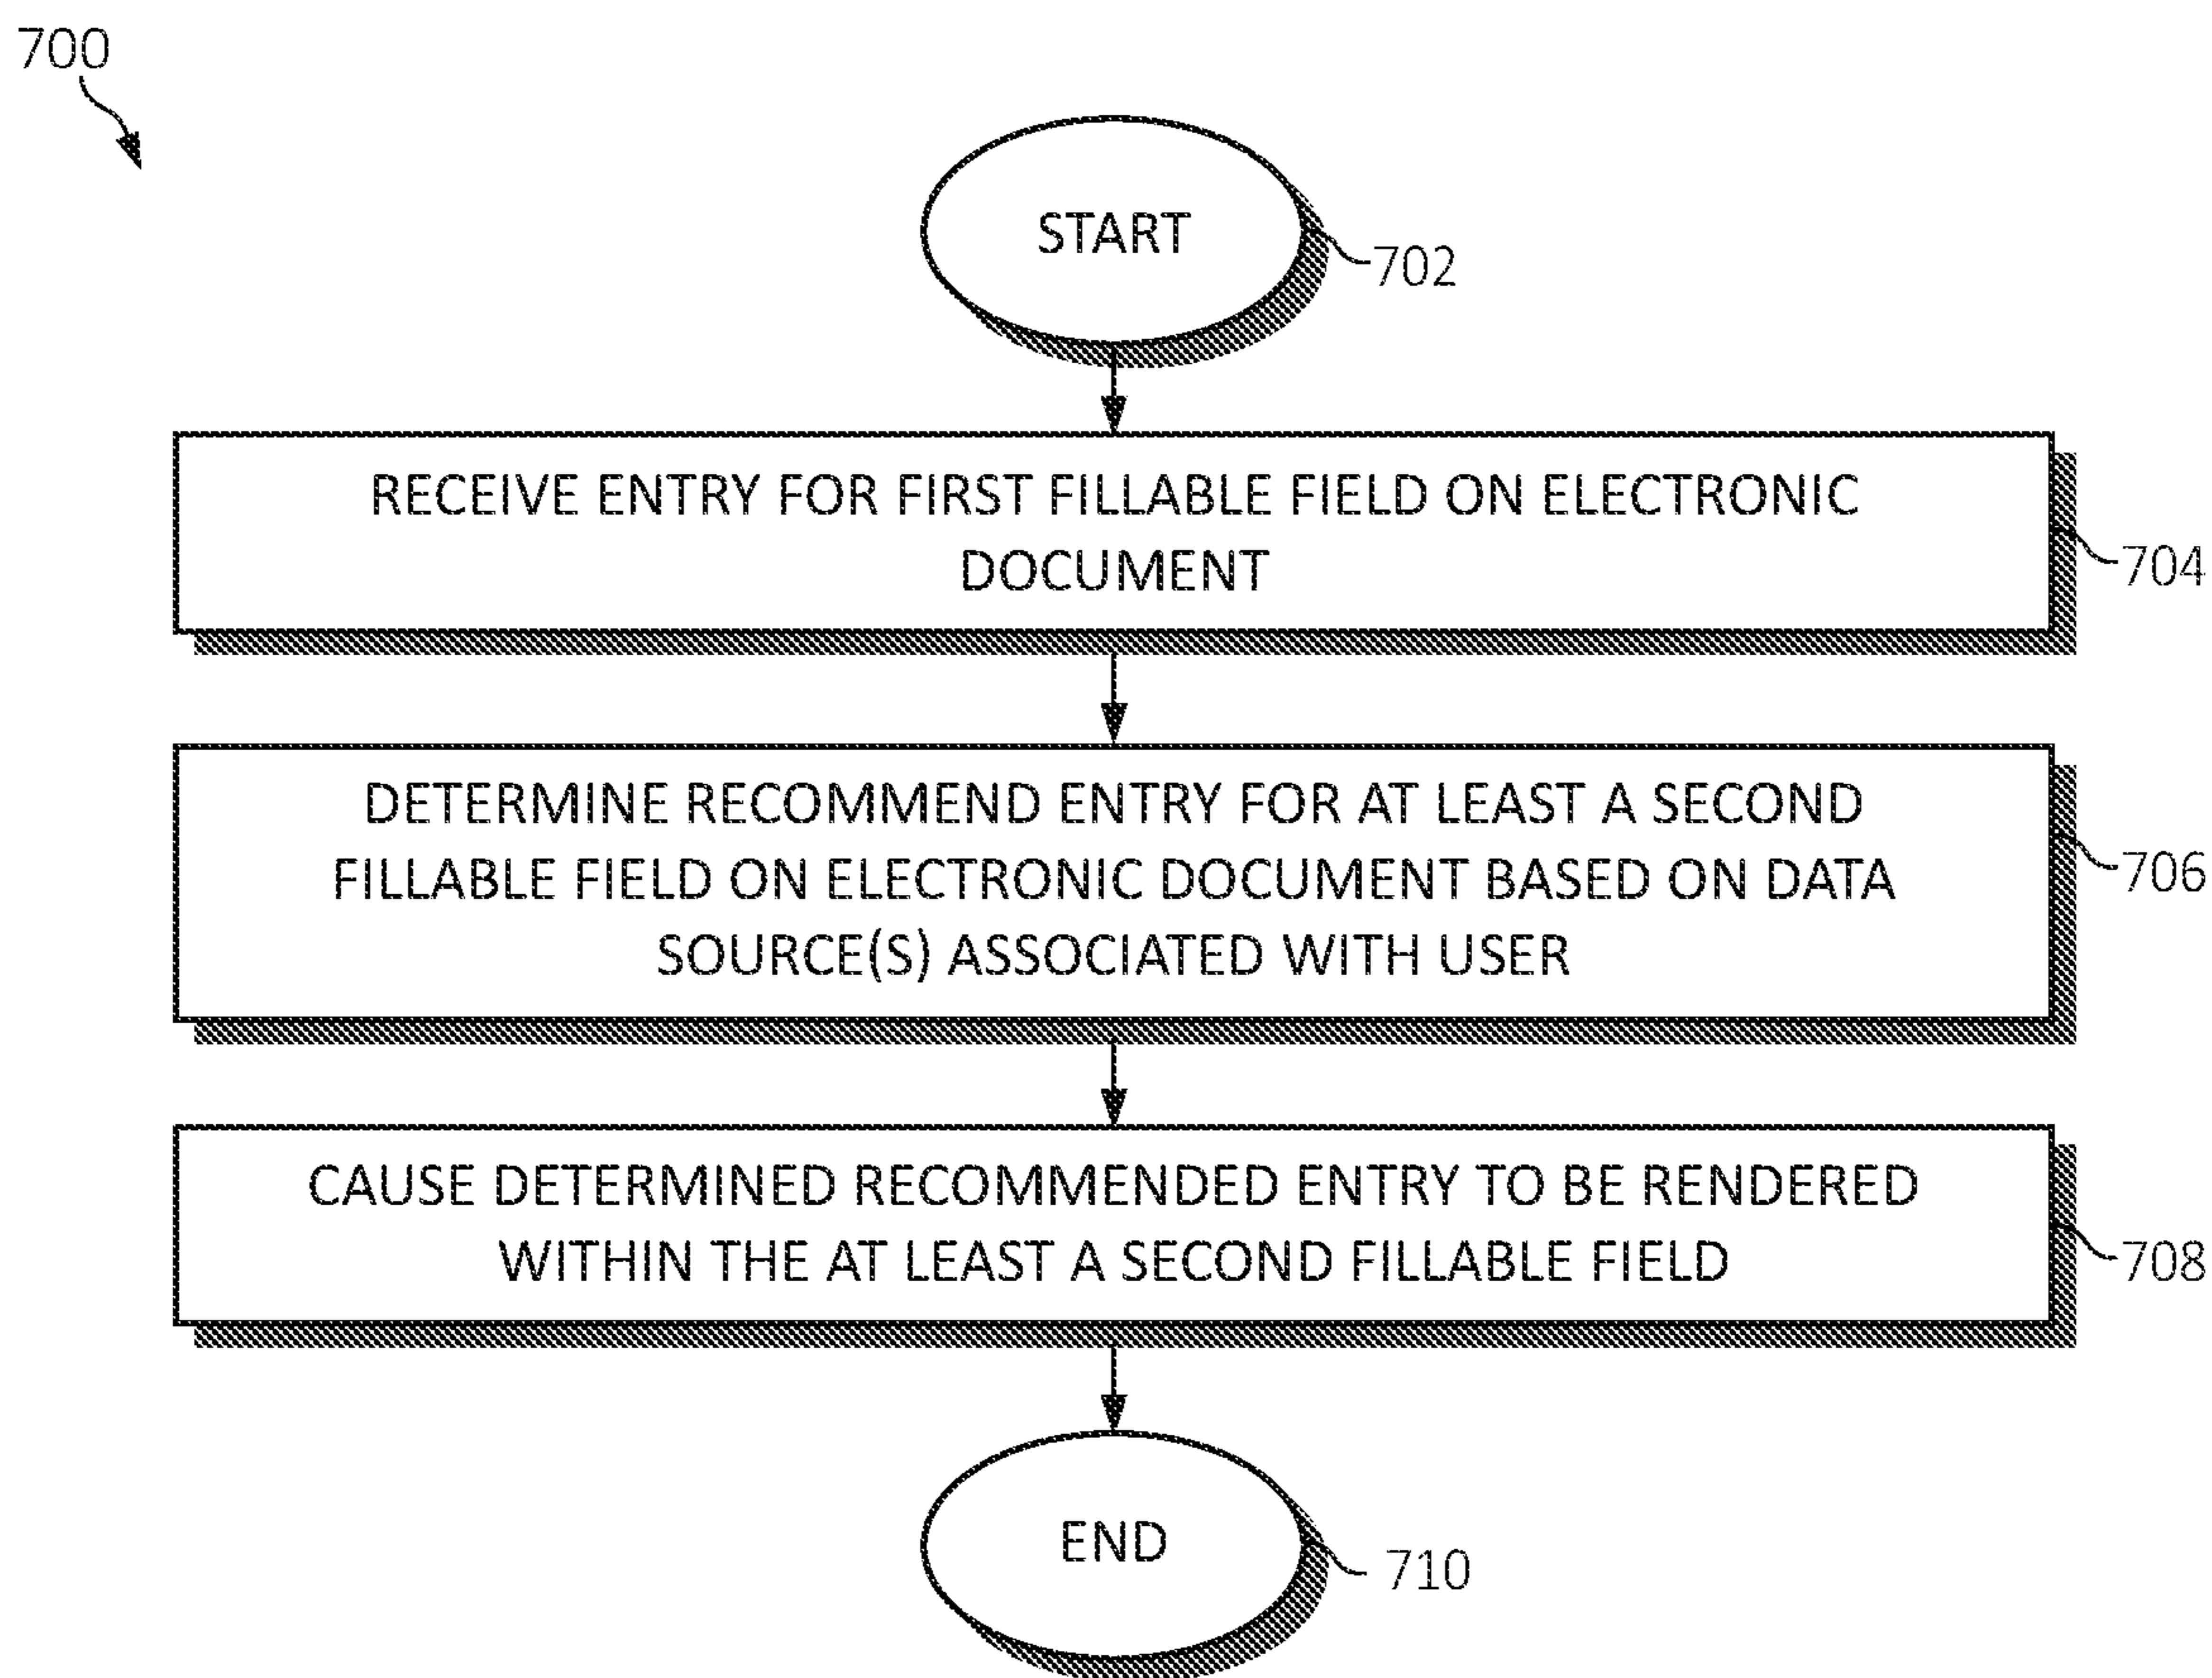 700
START
702
RECEIVE ENTRY FOR FIRST FILLABLE FIELD ON ELECTRONIC
DOCUMENT
704
DETERMINE RECOMMEND ENTRY FOR AT LEAST A SECOND
FILLABLE FIELD ON ELECTRONIC DOCUMENT BASED ON DATA
SOURCE(S) ASSOCIATED WITH USER
706
CAUSE DETERMINED RECOMMENDED ENTRY TO BE RENDERED
WITHIN THE AT LEAST A SECOND FILLABLE FIELD
708
END
710